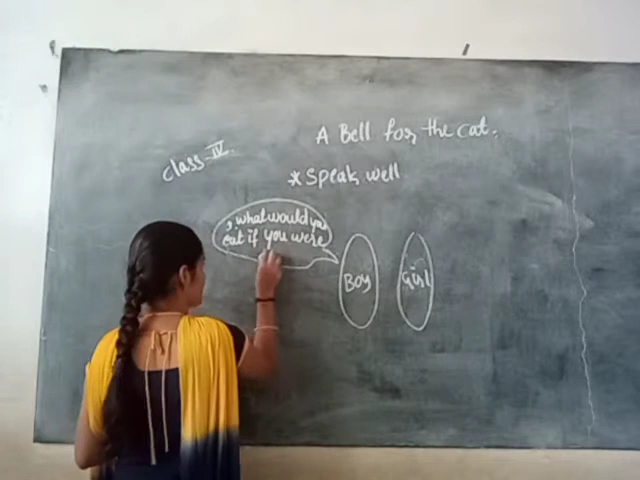 A Bell for the cat.
Class-IV.
*Speak well
, what would you
eat if you were
Boy
Girl